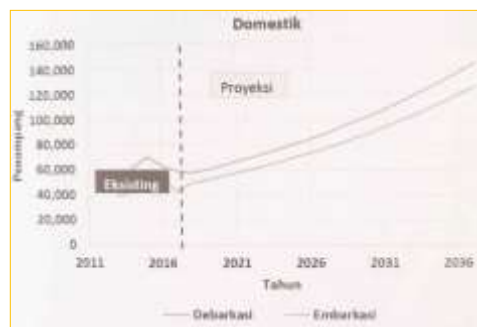 Domestik
160,000
140,000
120,000
100,000
80,000
60,000
40,000
20,000
0
Penumpang
Proyeksi
Eksisting
2011 2016 2021 2026 2031 2036
Tahun
Debarkasi Embarkasi